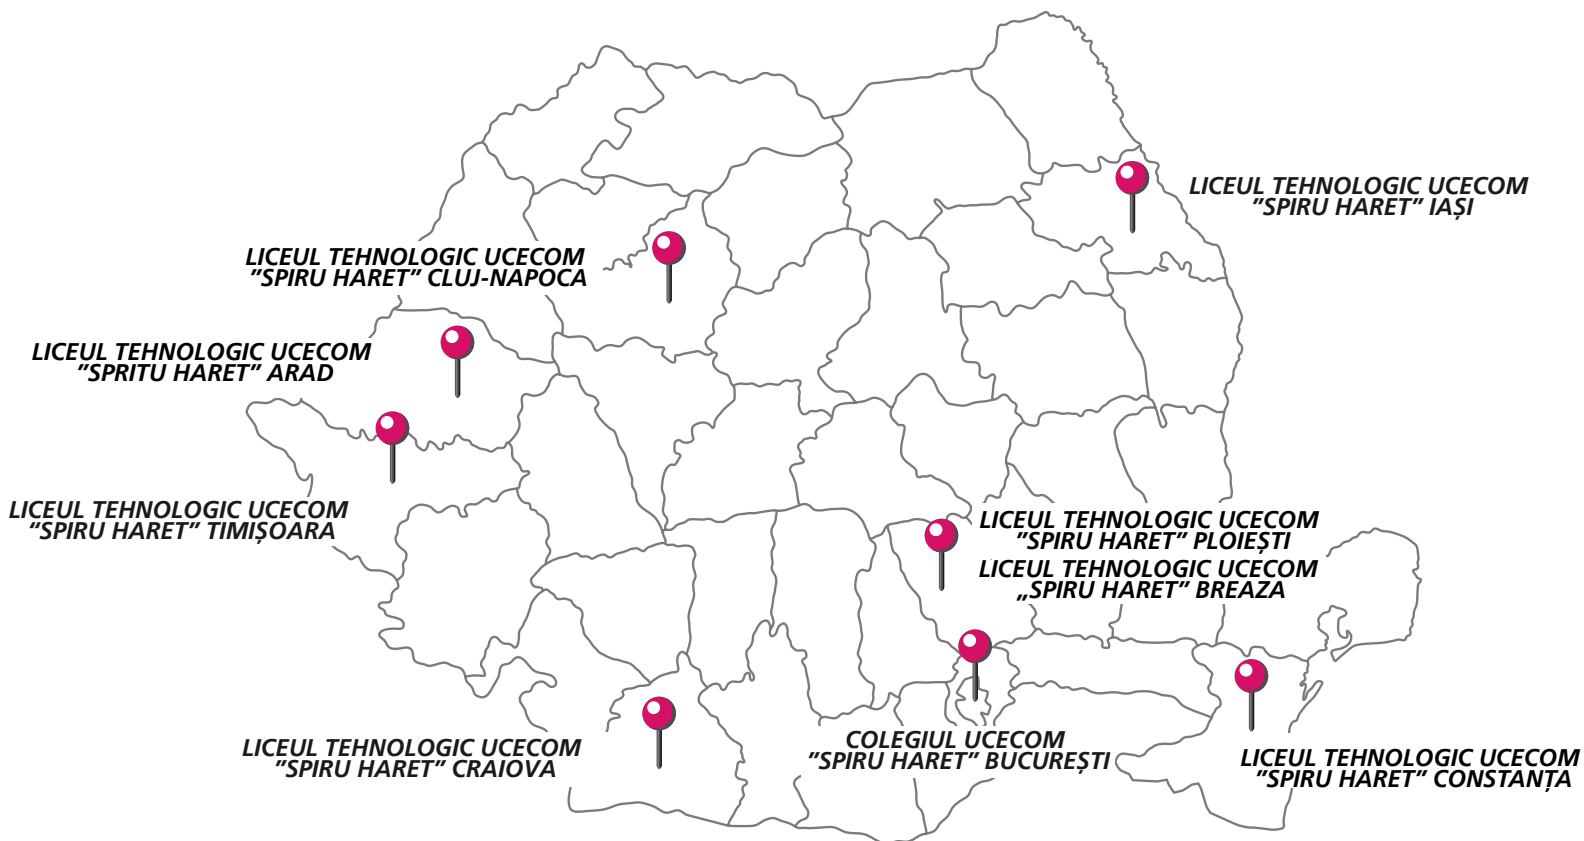 LICEUL TEHNOLOGIC UCECOM
"SPIRU HARET" IAȘI
LICEUL TEHNOLOGIC UCECOM
"SPIRU HARET" CLUJ-NAPOCA
LICEUL TEHNOLOGIC UCECOM
"SPRITU HARET" ARAD
LICEUL TEHNOLOGIC UCECOM
"SPIRU HARET" TIMIȘOARA
LICEUL TEHNOLOGIC UCECOM
"SPIRU HARET" PLOIEȘTI
LICEUL TEHNOLOGIC UCECOM
„SPIRU HARET” BREAZA
LICEUL TEHNOLOGIC UCECOM
"SPIRU HARET" CRAIOVA
COLEGIUL UCECOM
"SPIRU HARET" BUCUREȘTI
LICEUL TEHNOLOGIC UCECOM
"SPIRU HARET" CONSTANȚA